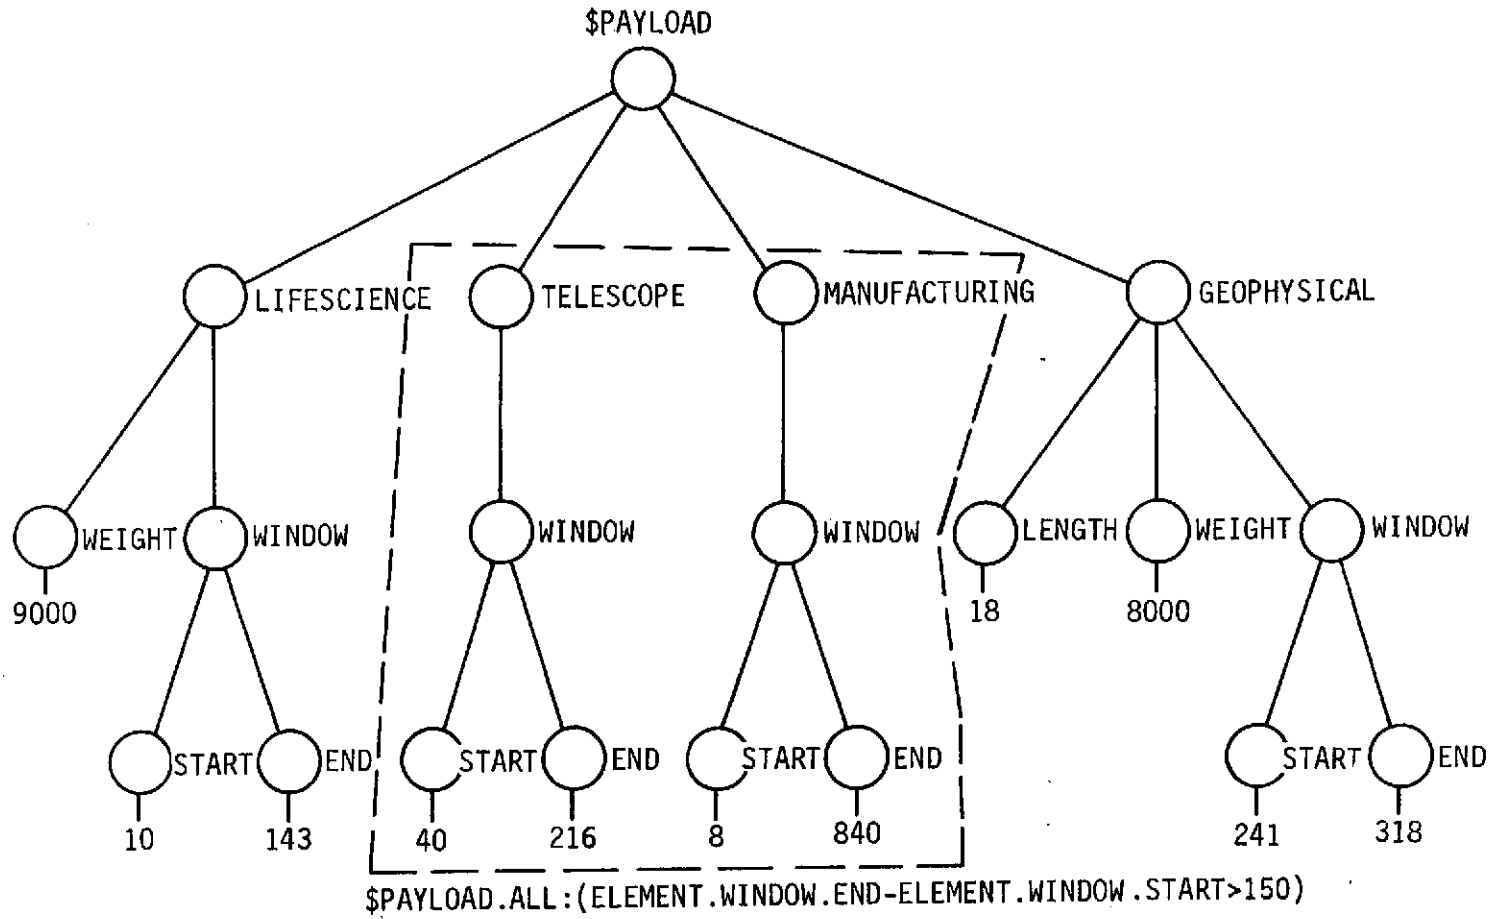 $PAYLOAD
LIFESCIENCE TELESCOPE MANUFACTURING GEOPHYSICAL
WEIGHT WINDOW WINDOW WINDOW LENGTH WEIGHT WINDOW
9000 18 8000
START END START END START END START END
10 143 40 216 8 840 241 318
$PAYLOAD.ALL:(ELEMENT.WINDOW.END-ELEMENT.WINDOW.START>150)